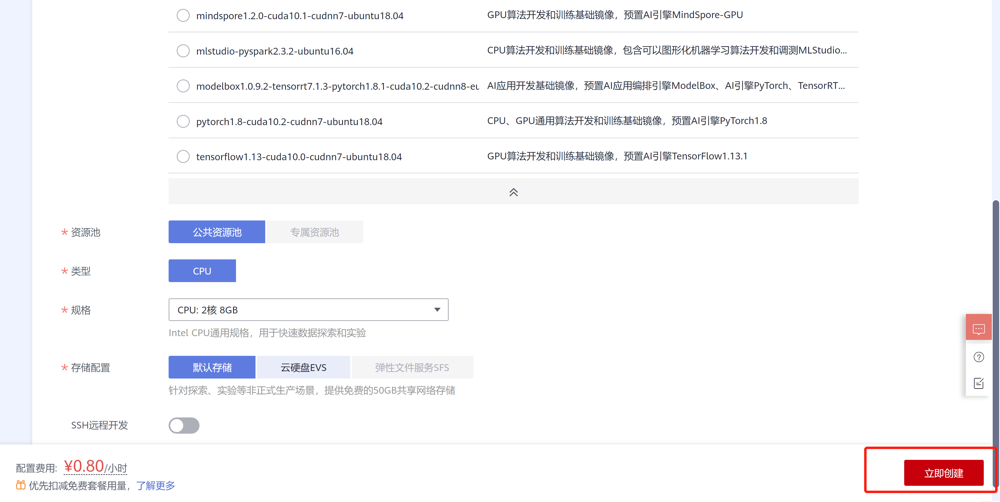 mindspore1.2.0-cuda10.1-cudnn7-ubuntu18.04 GPU算法开发和训练基础镜像，预置AI引擎MindSpore-GPU
mlstudio-pyspark2.3.2-ubuntu16.04 CPU算法开发和训练基础镜像，包含可以图形化机器学习算法开发和调测MLStudio...
modelbox1.0.9.2-tensorrt7.1.3-pytorch1.8.1-cuda10.2-cudnn8-eu AI应用开发基础镜像，预置AI应用编排引擎ModelBox、AI引擎PyTorch、TensorRT...
pytorch1.8-cuda10.2-cudnn7-ubuntu18.04 CPU、GPU通用算法开发和训练基础镜像，预置AI引擎PyTorch1.8
tensorflow1.13-cuda10.0-cudnn7-ubuntu18.04 GPU算法开发和训练基础镜像，预置AI引擎TensorFlow1.13.1
* 资源池 公共资源池 专属资源池
* 类型 CPU
* 规格 CPU: 2核 8GB
Intel CPU通用规格，用于快速数据探索和实验
* 存储配置 默认存储 云硬盘EVS 弹性文件服务SFS
针对探索、实验等非正式生产场景，提供免费的50GB共享网络存储
SSH远程开发
配置费用: ¥0.80/小时
优先扣减免费套餐用量，了解更多
立即创建